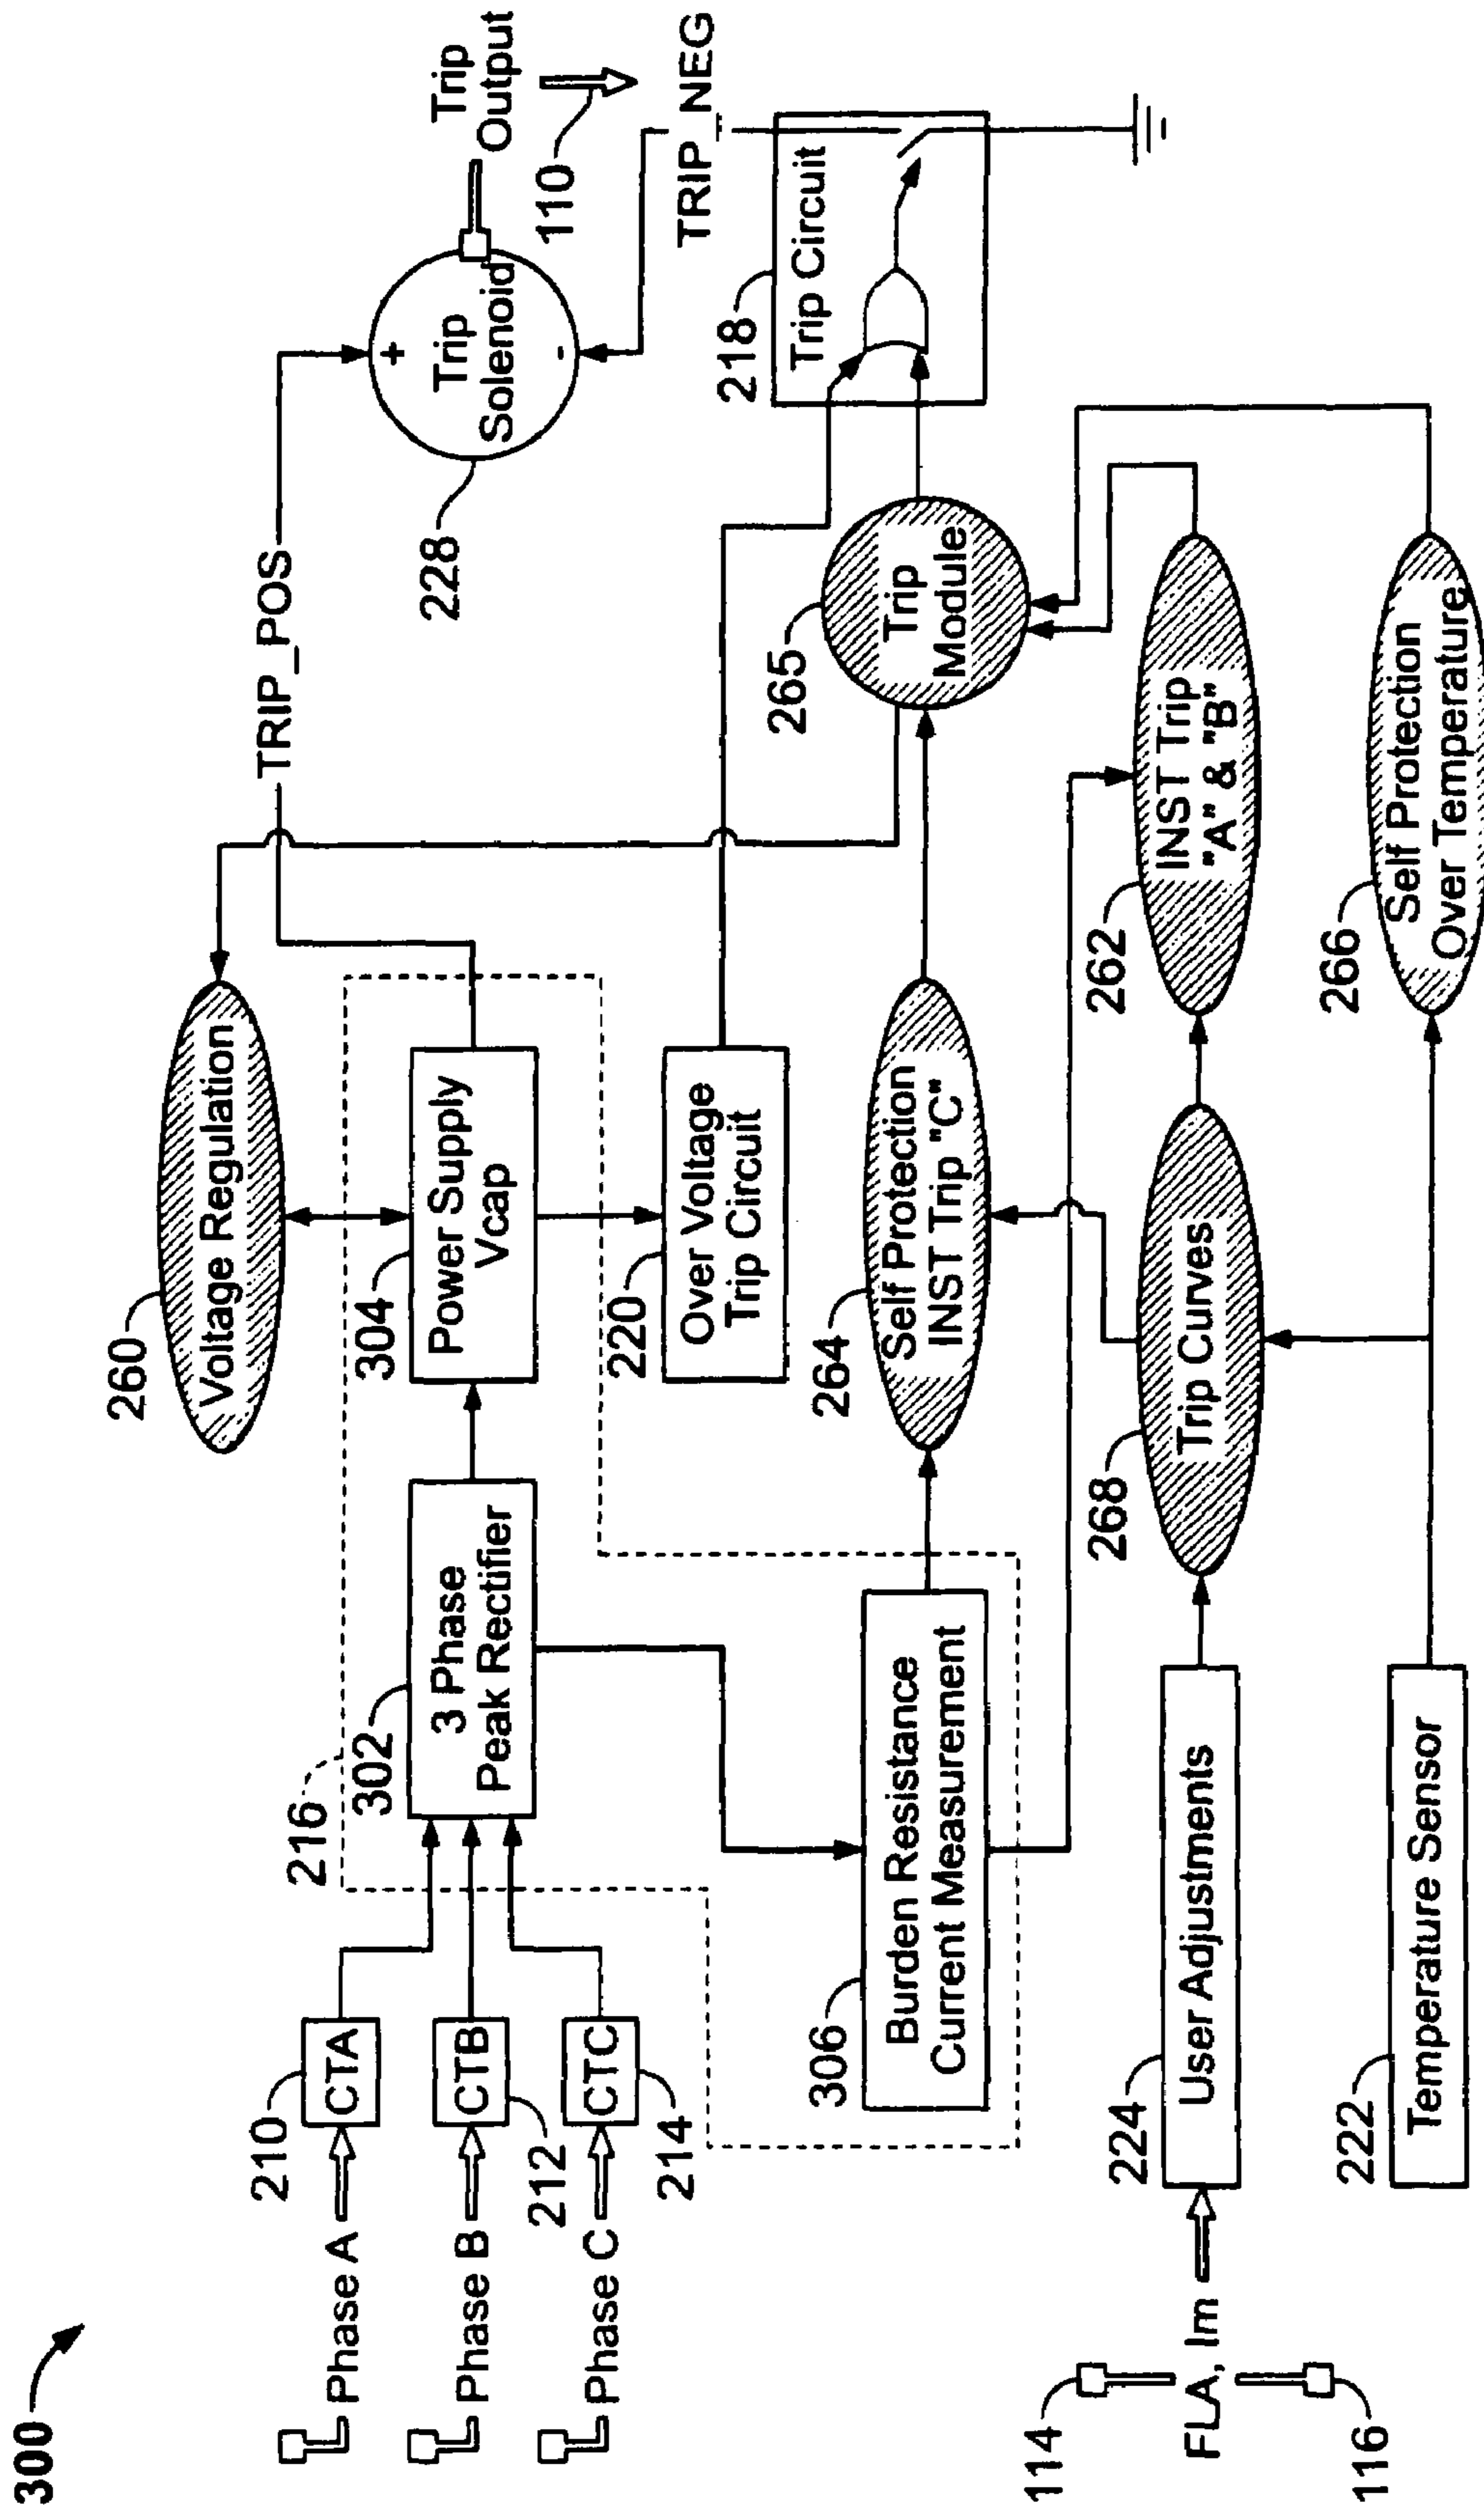 300
Phase A
Phase B
Phase C
210
CTA
212
CTB
214
CTC
216
302
3 Phase
Peak Rectifier
304
Power Supply
Vcap
260
Voltage Regulation
220
Over Voltage
Trip Circuit
TRIP_POS
228
+
Trip
Solenoid
-
Trip
Output
110
TRIP_NEG
218
Trip Circuit
306
Burden Resistance
Current Measurement
264
Self Protection
INST Trip "C"
265
Trip
Module
114
FLA, Im
116
224
User Adjustments
268
Trip Curves
262
INST Trip
"A" & "B"
222
Temperature Sensor
266
Self Protection
Over Temperature